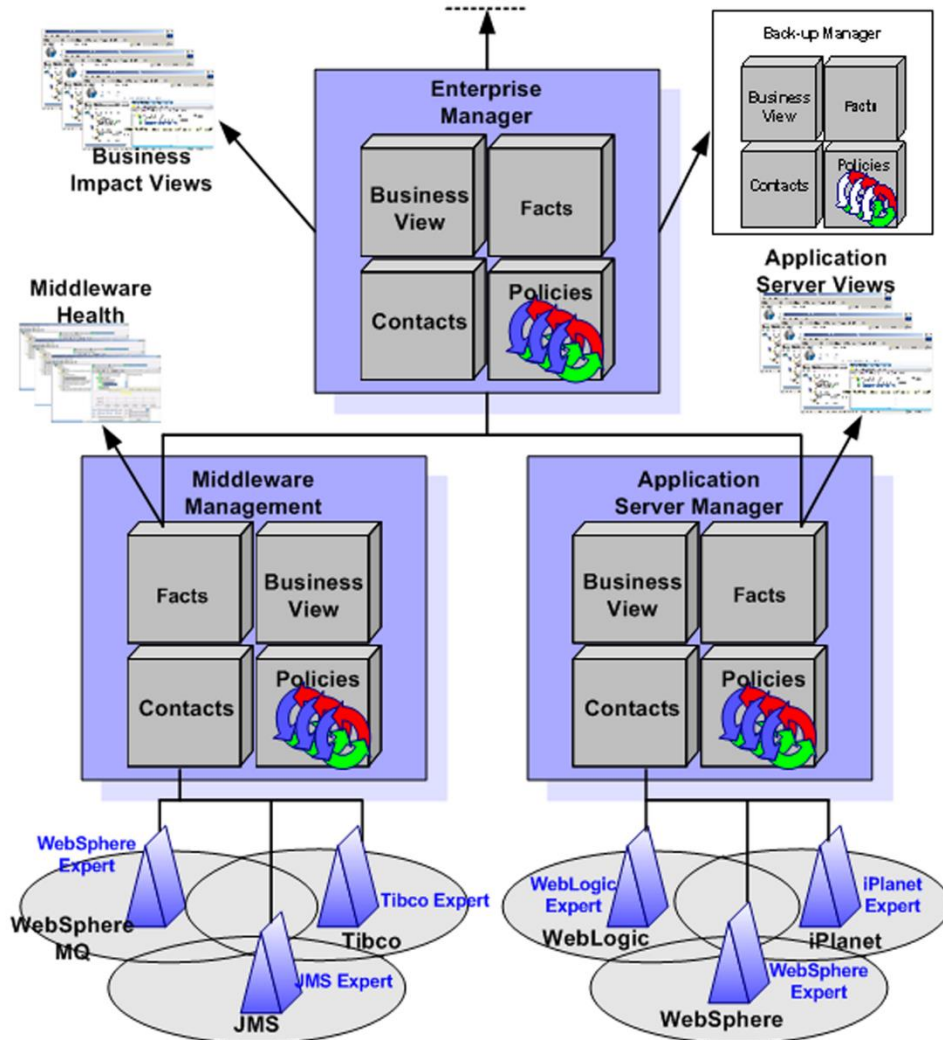 Back-up Manager
Business
View
Facts
Contacts
Policies
Business
Impact Views
Enterprise
Manager
Business
View
Facts
Contacts
Policies
Application
Server Views
Middleware
Health
Middleware
Management
Facts
Business
View
Contacts
Policies
Application
Server Manager
Business
View
Facts
Contacts
Policies
WebSphere
Expert
WebSphere
MQ
Tibco Expert
Tibco
JMS Expert
JMS
WebLogic
Expert
WebLogic
iPlanet
Expert
iPlanet
WebSphere
Expert
WebSphere